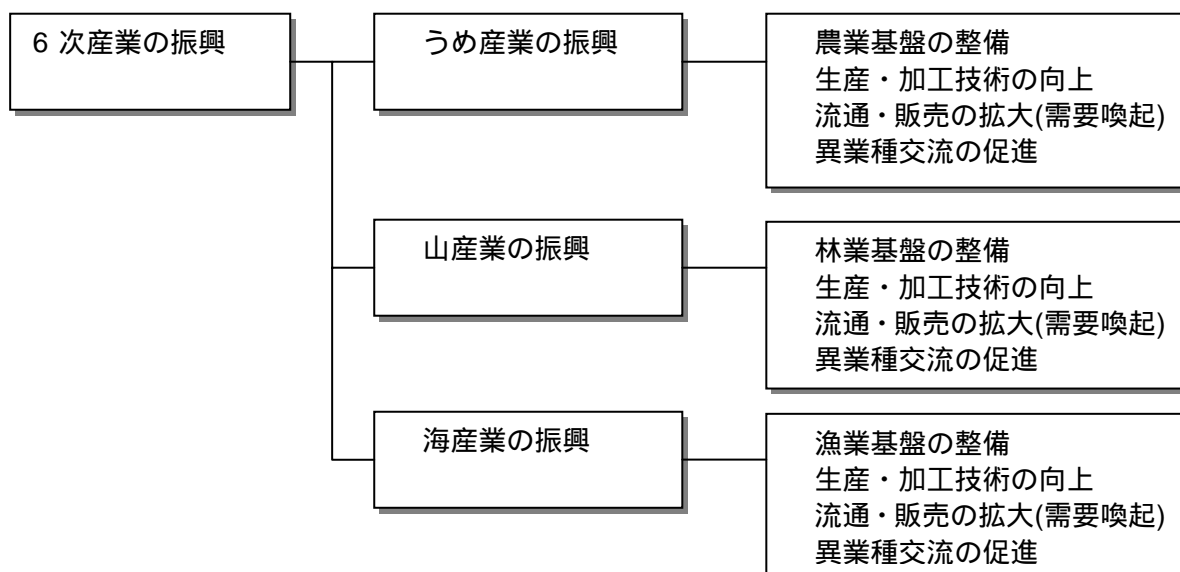 6 次産業の振興
うめ産業の振興
農業基盤の整備
生産・加工技術の向上
流通・販売の拡大(需要喚起)
異業種交流の促進
山産業の振興
林業基盤の整備
生産・加工技術の向上
流通・販売の拡大(需要喚起)
異業種交流の促進
海産業の振興
漁業基盤の整備
生産・加工技術の向上
流通・販売の拡大(需要喚起)
異業種交流の促進